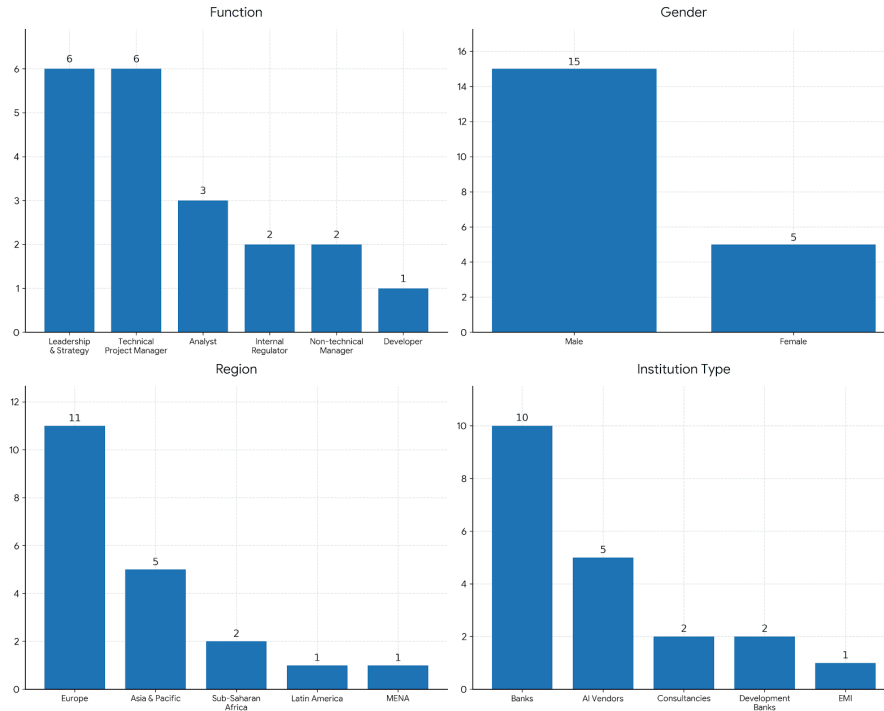 Function
6
6
3
2
2
1
6
5
4
3
2
1
0
Leadership
& Strategy
Technical
Project Manager
Analyst
Internal
Regulator
Non-technical
Manager
Developer
Gender
15
5
16
14
12
10
8
6
4
2
0
Male
Female
Region
11
5
2
1
1
12
10
8
6
4
2
0
Europe
Asia & Pacific
Sub-Saharan
Africa
Latin America
MENA
Institution Type
10
5
2
2
1
10
8
6
4
2
0
Banks
AI Vendors
Consultancies
Development
Banks
EMI